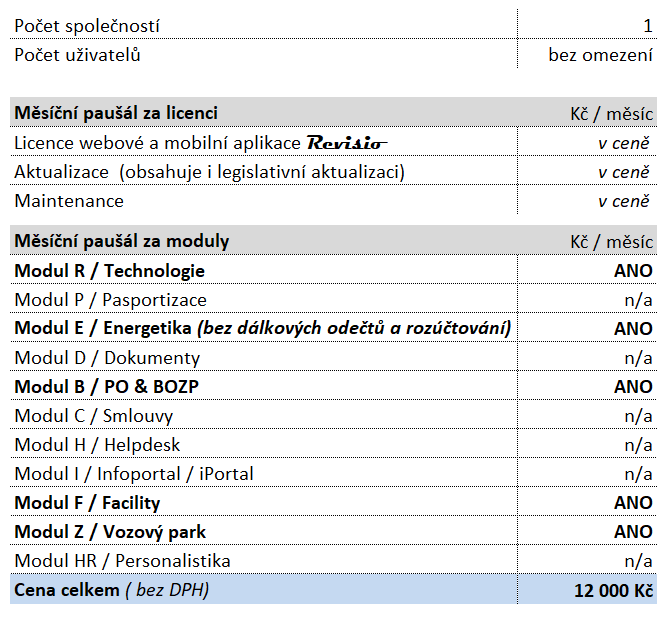 Počet společností 1
Počet uživatelů bez omezení
Měsíční paušál za licenci Kč / měsíc
Licence webové a mobilní aplikace Revisio v ceně
Aktualizace (obsahuje i legislativní aktualizaci) v ceně
Maintenance v ceně
Měsíční paušál za moduly Kč / měsíc
Modul R / Technologie ANO
Modul P / Pasportizace n/a
Modul E / Energetika (bez dálkových odečtů a rozúčtování) ANO
Modul D / Dokumenty n/a
Modul B / PO & BOZP ANO
Modul C / Smlouvy n/a
Modul H / Helpdesk n/a
Modul I / Infoportal / iPortal n/a
Modul F / Facility ANO
Modul Z / Vozový park ANO
Modul HR / Personalistika n/a
Cena celkem ( bez DPH) 12 000 Kč